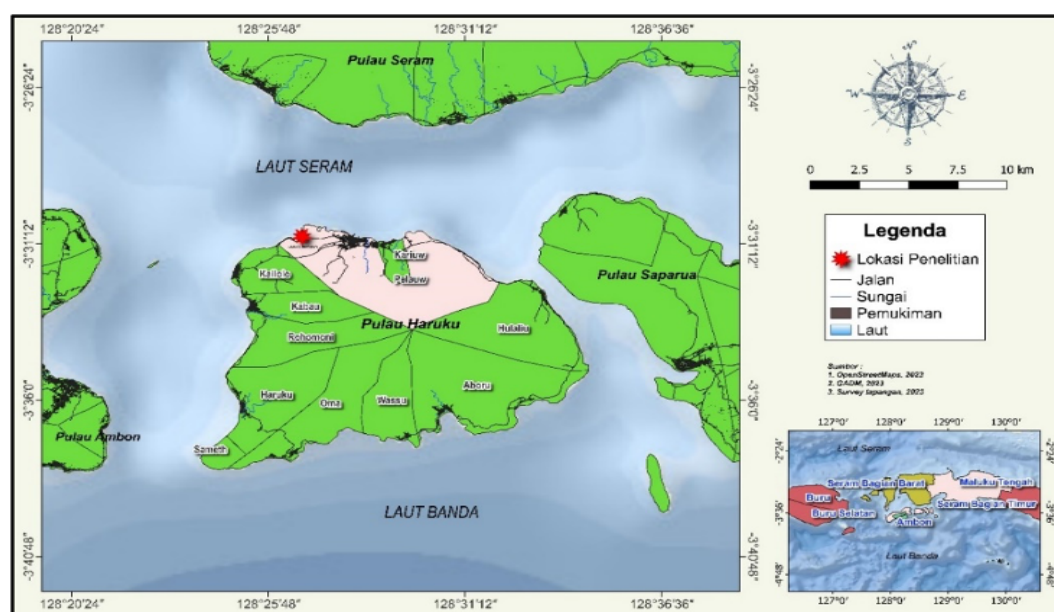 128°20'24" 128°25'48" 128°31'12" 128°36'36"
-3°26'24"
-3°31'12"
-3°36'0"
-3°40'48"
Pulau Seram
LAUT SERAM
Kariuw
Kailolo
Pelauw
Pulau Saparua
Kabau
Pulau Haruku
Hulaliu
Rohomoni
Haruku
Oma
Wassu
Aboru
Pulau Ambon
Sameth
LAUT BANDA
-3°26'24"
-3°31'12"
-3°36'0"
-3°40'48"
128°20'24" 128°25'48" 128°31'12" 128°36'36"
N
W E
S
0 2.5 5 7.5 10 km
Legenda
Lokasi Penelitian
Jalan
Sungai
Pemukiman
Laut
Sumber :
1. OpenStreetMaps, 2022
2. GADM, 2023
3. Survey lapangan, 2023
127°0' 128°0' 129°0' 130°0'
Laut Seram
-2°24'
Seram Bagian Barat
Maluku Tengah
Buru
Seram Bagian Timur
Buru Selatan
Ambon
-3°36'
Laut Banda
-4°48'
127°0' 128°0' 129°0' 130°0'